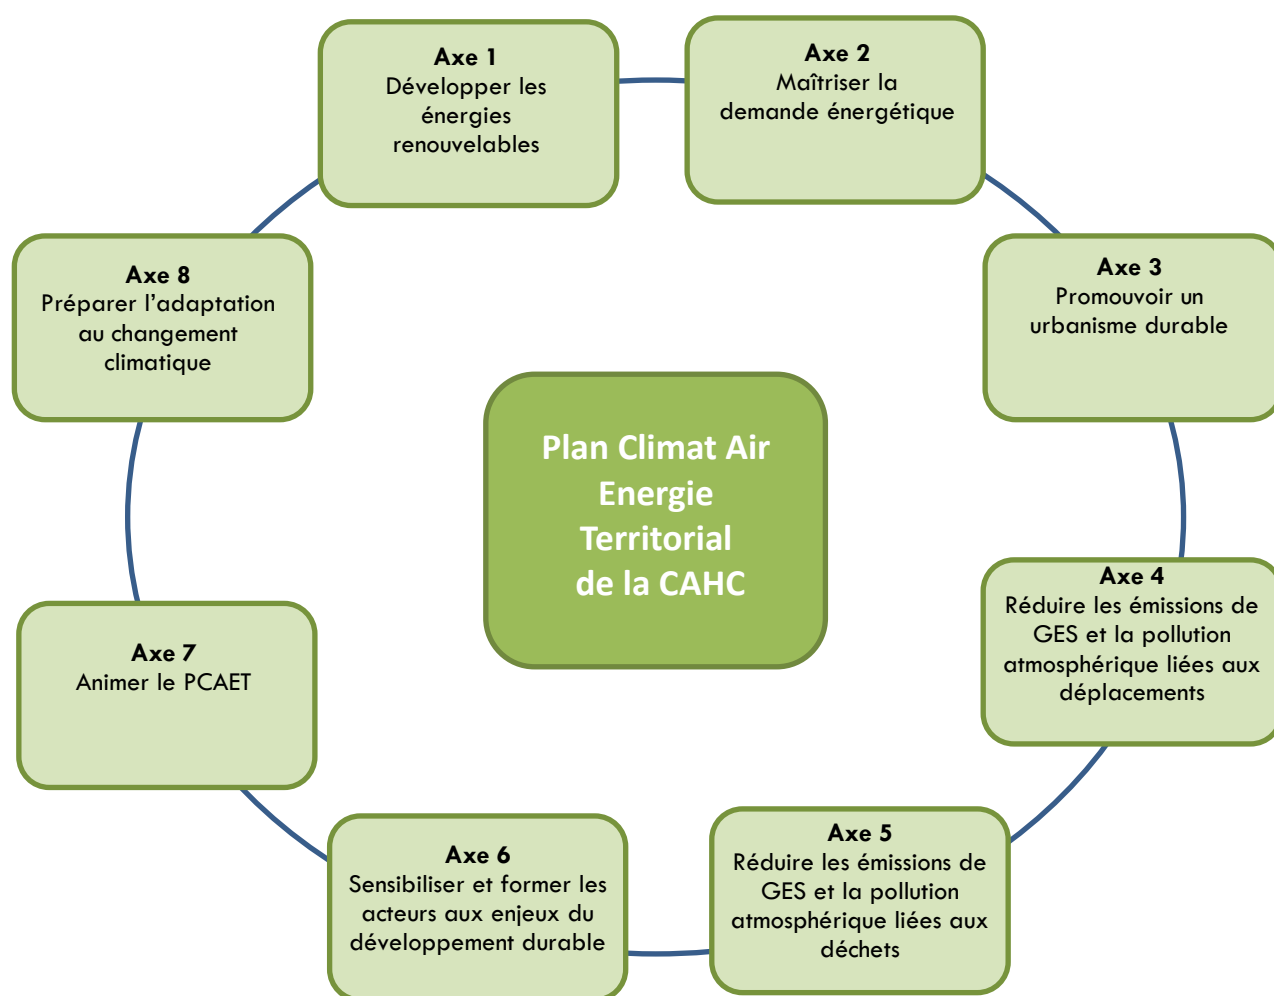 Axe 1
Développer les
énergies
renouvelables
Axe 2
Maîtriser la
demande énergétique
Axe 3
Promouvoir un
urbanisme durable
Axe 4
Réduire les émissions de
GES et la pollution
atmosphérique liées aux
déplacements
Axe 5
Réduire les émissions de
GES et la pollution
atmosphérique liées aux
déchets
Axe 6
Sensibiliser et former les
acteurs aux enjeux du
développement durable
Axe 7
Animer le PCAET
Axe 8
Préparer l’adaptation
au changement
climatique
Plan Climat Air
Energie
Territorial
de la CAHC